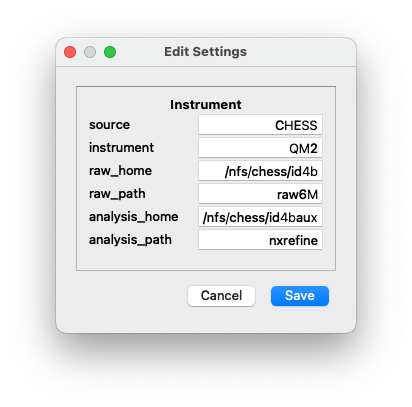 Edit Settings
Instrument
source CHESS
instrument QM2
raw_home /nfs/chess/id4b
raw_path raw6M
analysis_home /nfs/chess/id4baux
analysis_path nxrefine
Cancel Save